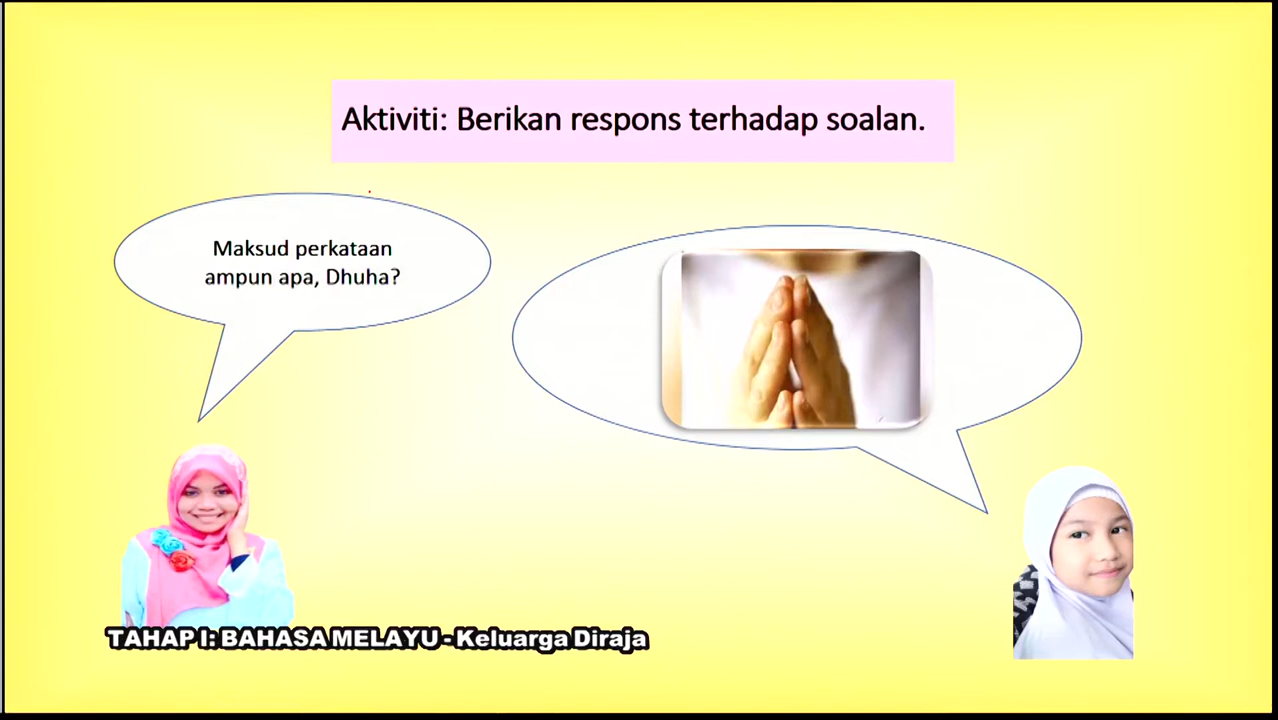 Aktiviti: Berikan respons terhadap soalan.
Maksud perkataan
ampun apa, Dhuha?
TAHAP I: BAHASA MELAYU - Keluarga Diraja